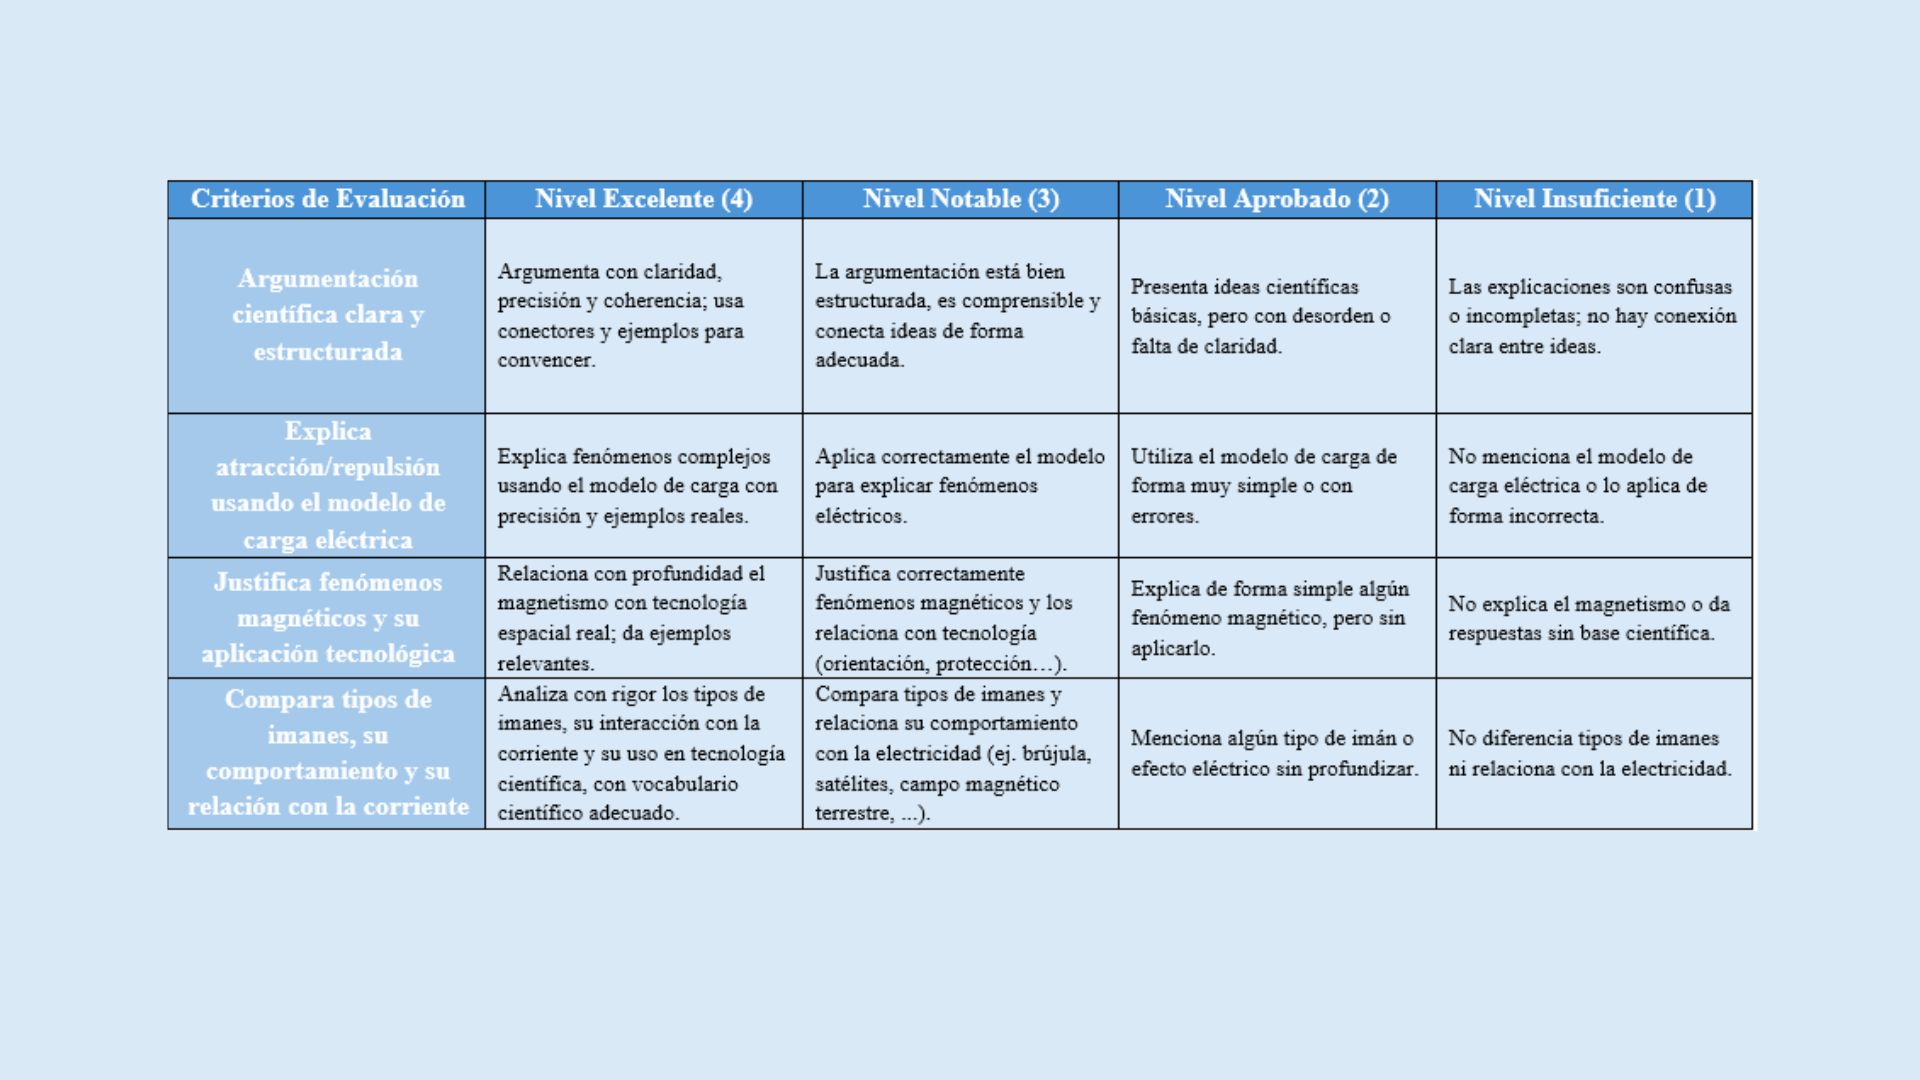 Criterios de Evaluación
Nivel Excelente (4)
Nivel Notable (3)
Nivel Aprobado (2)
Nivel Insuficiente (1)
Argumentación
científica clara y
estructurada
Argumenta con claridad,
precisión y coherencia; usa
conectores y ejemplos para
convencer.
La argumentación está bien
estructurada, es comprensible y
conecta ideas de forma
adecuada.
Presenta ideas científicas
básicas, pero con desorden o
falta de claridad.
Las explicaciones son confusas
o incompletas; no hay conexión
clara entre ideas.
Explica
atracción/repulsión
usando el modelo de
carga eléctrica
Explica fenómenos complejos
usando el modelo de carga con
precisión y ejemplos reales.
Aplica correctamente el modelo
para explicar fenómenos
eléctricos.
Utiliza el modelo de carga de
forma muy simple o con
errores.
No menciona el modelo de
carga eléctrica o lo aplica de
forma incorrecta.
Justifica fenómenos
magnéticos y su
aplicación tecnológica
Relaciona con profundidad el
magnetismo con tecnología
espacial real; da ejemplos
relevantes.
Justifica correctamente
fenómenos magnéticos y los
relaciona con tecnología
(orientación, protección…).
Explica de forma simple algún
fenómeno magnético, pero sin
aplicarlo.
No explica el magnetismo o da
respuestas sin base científica.
Compara tipos de
imanes, su
comportamiento y su
relación con la corriente
Analiza con rigor los tipos de
imanes, su interacción con la
corriente y su uso en tecnología
científica, con vocabulario
científico adecuado.
Compara tipos de imanes y
relaciona su comportamiento
con la electricidad (ej. brújula,
satélites, campo magnético
terrestre, ...).
Menciona algún tipo de imán o
efecto eléctrico sin profundizar.
No diferencia tipos de imanes
ni relaciona con la electricidad.